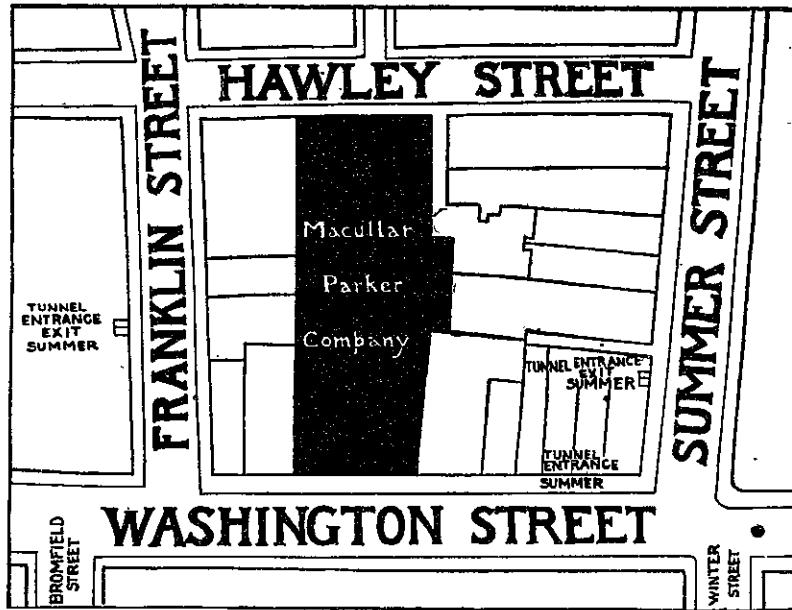 HAWLEY STREET
FRANKLIN STREET
SUMMER STREET
Macullar
Parker
Company
TUNNEL
ENTRANCE
EXIT
SUMMER
TUNNEL ENTRANCE
EXIT
SUMMER
TUNNEL
ENTRANCE
SUMMER
WASHINGTON STREET
BROMFIELD
STREET
WINTER
STREET